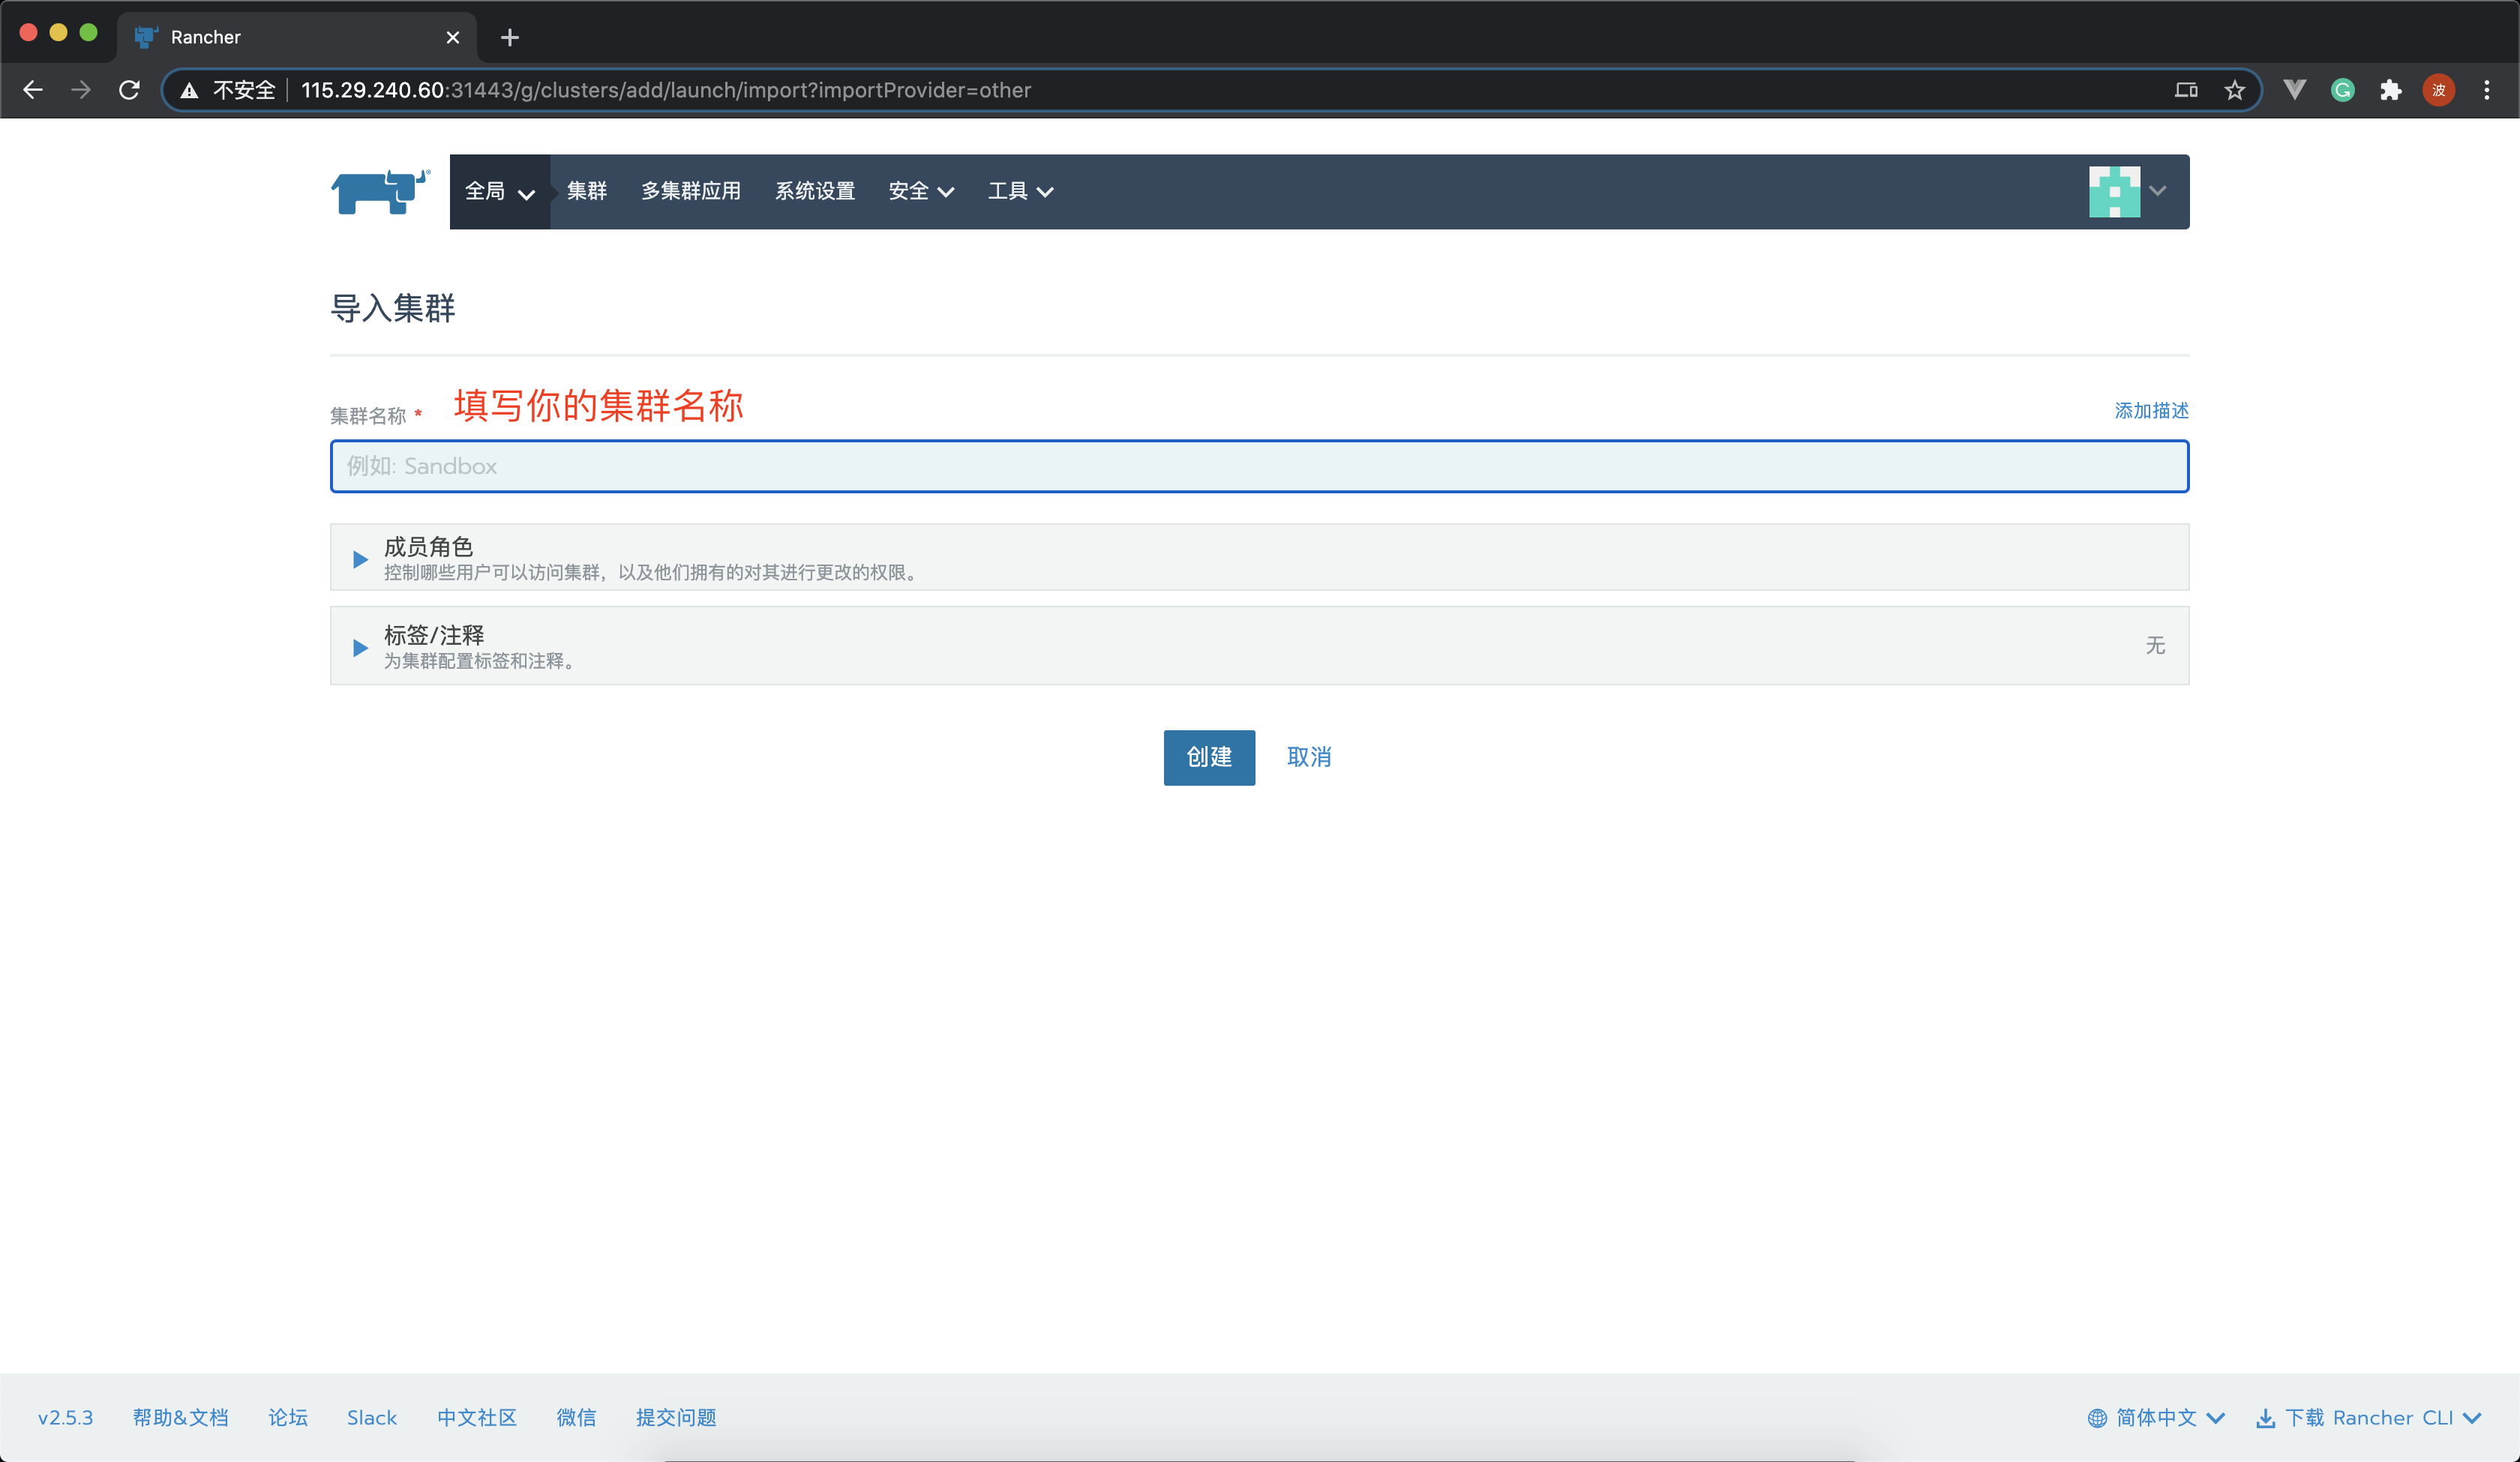 Rancher
不安全 115.29.240.60:31443/g/clusters/add/launch/import?importProvider=other
波
全局 集群 多集群应用 系统设置 安全 工具
导入集群
集群名称 * 填写你的集群名称 添加描述
例如: Sandbox
成员角色
控制哪些用户可以访问集群，以及他们拥有的对其进行更改的权限。
标签/注释
为集群配置标签和注释。
无
创建 取消
v2.5.3 帮助&文档 论坛 Slack 中文社区 微信 提交问题 简体中文 下载 Rancher CLI